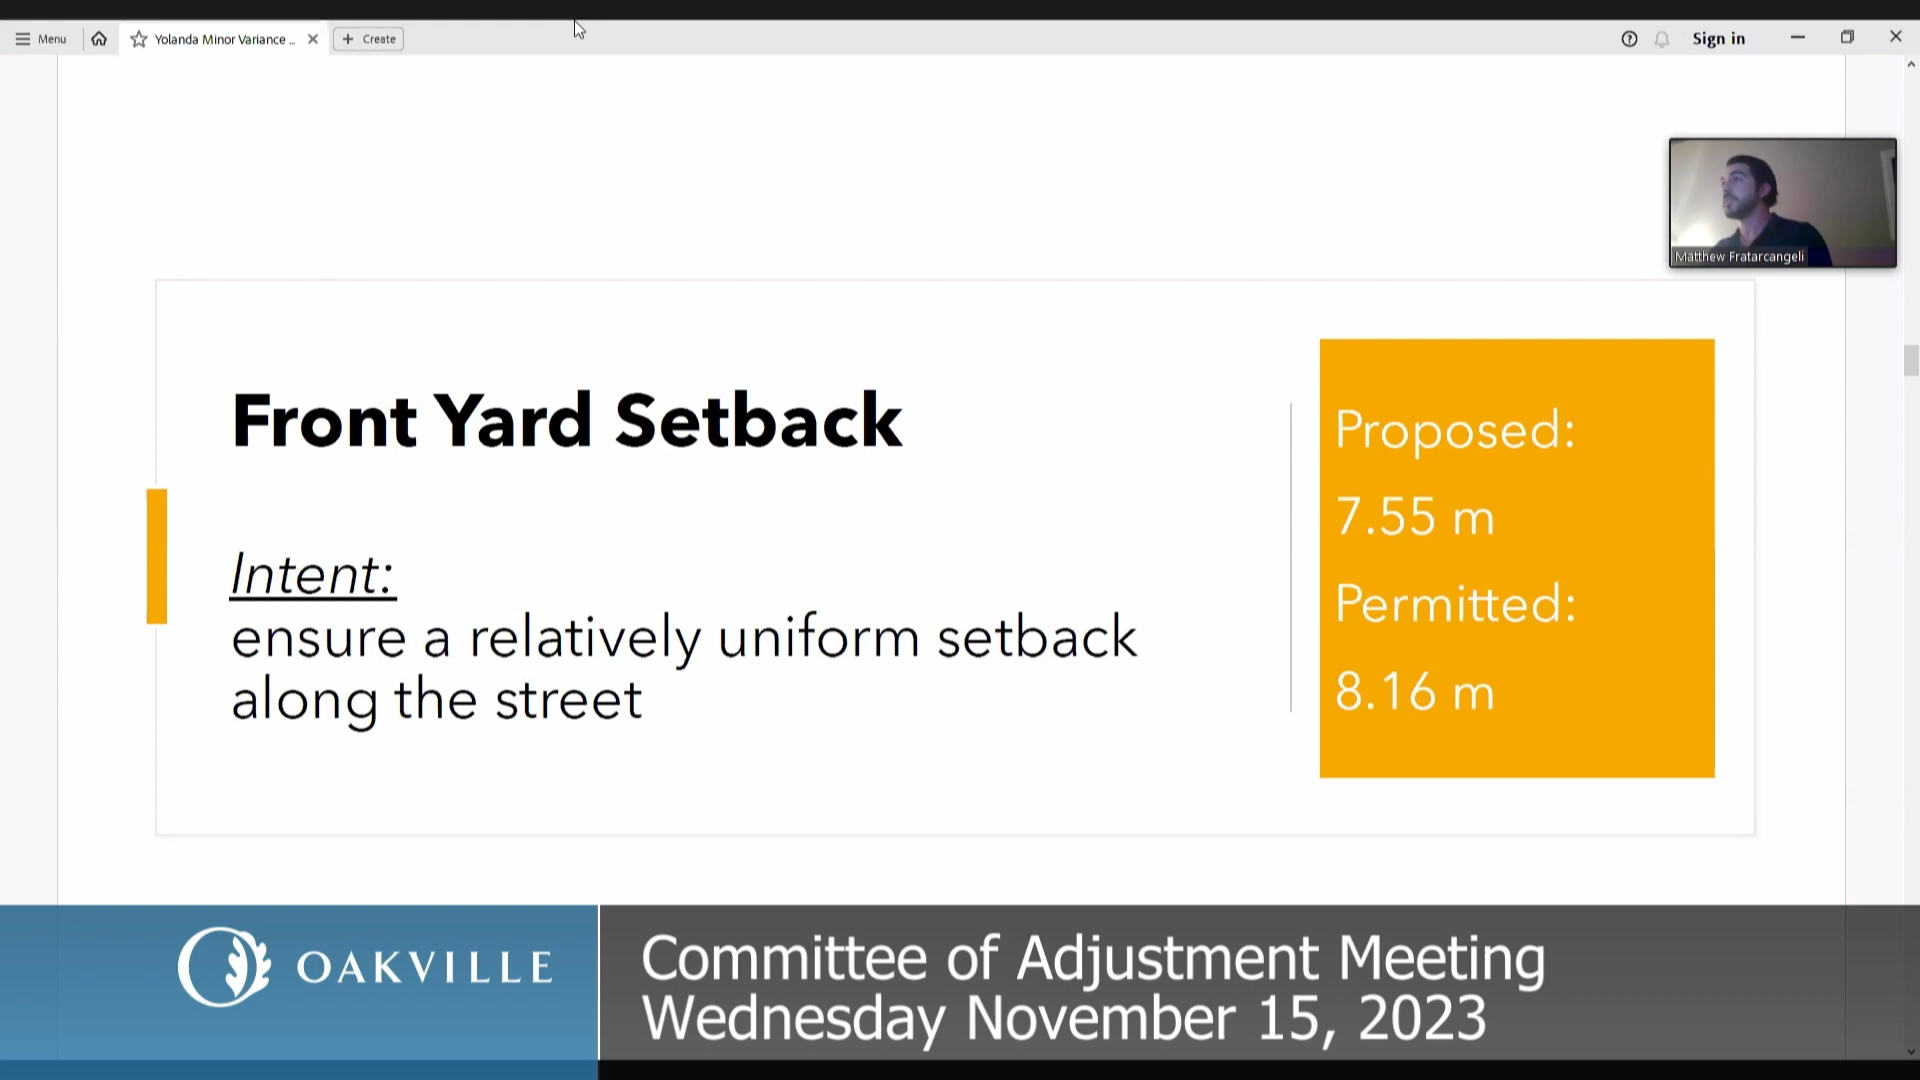 Menu
Yolanda Minor Variance ...
Create
Sign in
Matthew Fratarcangeli
Front Yard Setback
Intent:
ensure a relatively uniform setback
along the street
Proposed:
7.55 m
Permitted:
8.16 m
OAKVILLE
Committee of Adjustment Meeting
Wednesday November 15, 2023